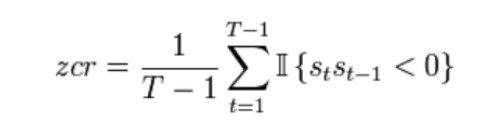 zcr = \frac{1}{T-1} \sum_{t=1}^{T-1} \mathbb{I}\{s_t s_{t-1} < 0\}